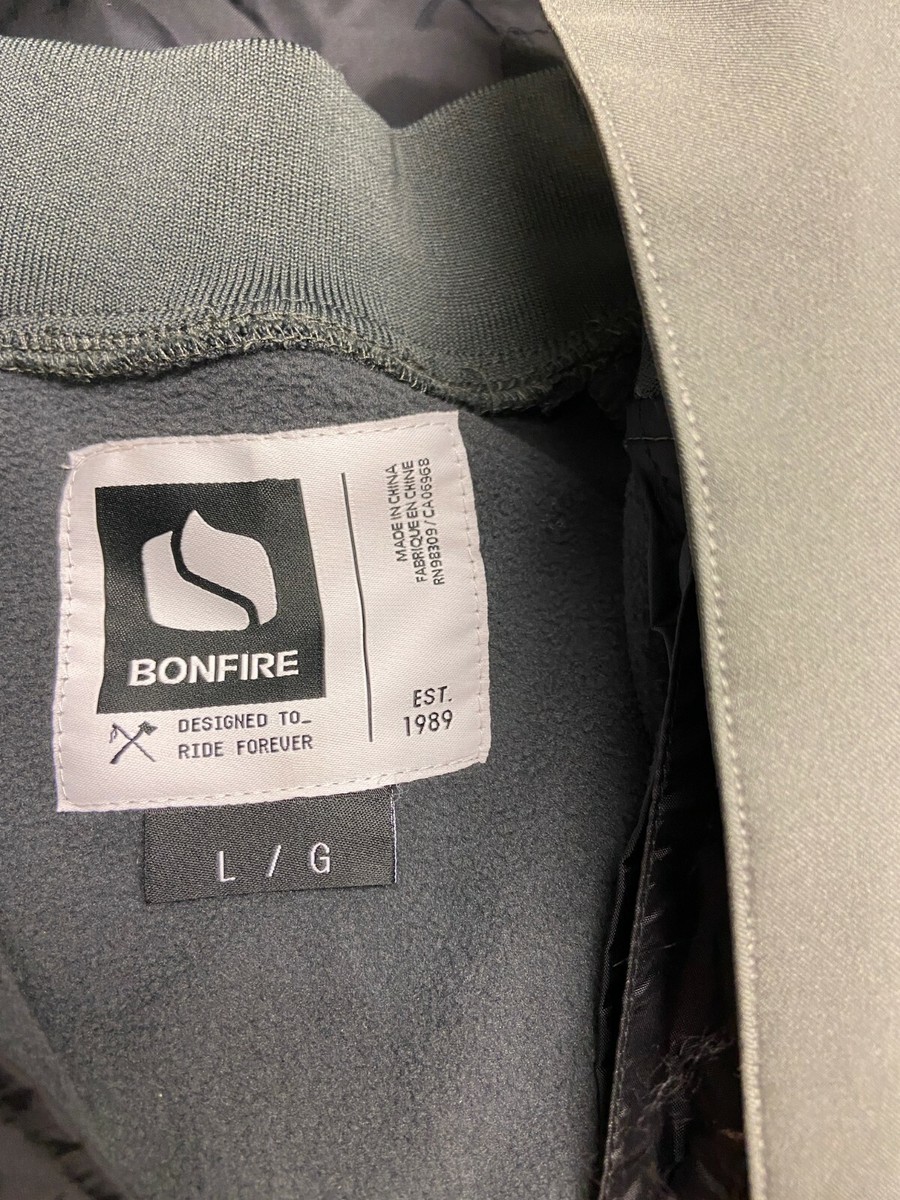 BONFIRE
DESIGNED TO_
RIDE FOREVER
MADE IN CHINA
FABRIQUE EN CHINE
RN98309/CA06968
EST.
1989
L / G